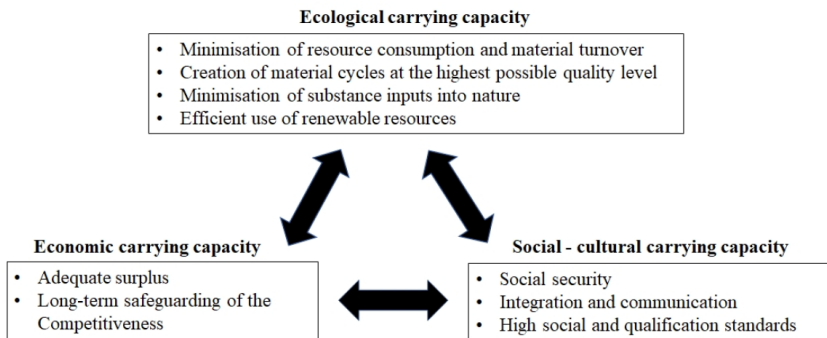 Ecological carrying capacity
• Minimisation of resource consumption and material turnover
• Creation of material cycles at the highest possible quality level
• Minimisation of substance inputs into nature
• Efficient use of renewable resources
Economic carrying capacity
• Adequate surplus
• Long-term safeguarding of the
Competitiveness
Social - cultural carrying capacity
• Social security
• Integration and communication
• High social and qualification standards